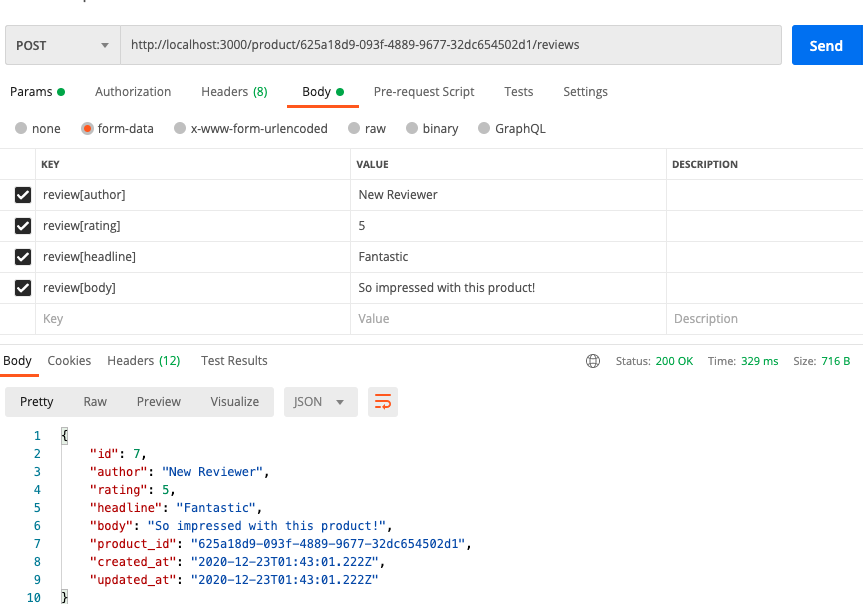 POST http://localhost:3000/product/625a18d9-093f-4889-9677-32dc654502d1/reviews Send
Params Authorization Headers (8) Body Pre-request Script Tests Settings
none form-data x-www-form-urlencoded raw binary GraphQL
KEY VALUE DESCRIPTION
review[author] New Reviewer
review[rating] 5
review[headline] Fantastic
review[body] So impressed with this product!
Key Value Description
Body Cookies Headers (12) Test Results Status: 200 OK Time: 329 ms Size: 716 B
Pretty Raw Preview Visualize JSON
1 {
2 "id": 7,
3 "author": "New Reviewer",
4 "rating": 5,
5 "headline": "Fantastic",
6 "body": "So impressed with this product!",
7 "product_id": "625a18d9-093f-4889-9677-32dc654502d1",
8 "created_at": "2020-12-23T01:43:01.222Z",
9 "updated_at": "2020-12-23T01:43:01.222Z"
10 }